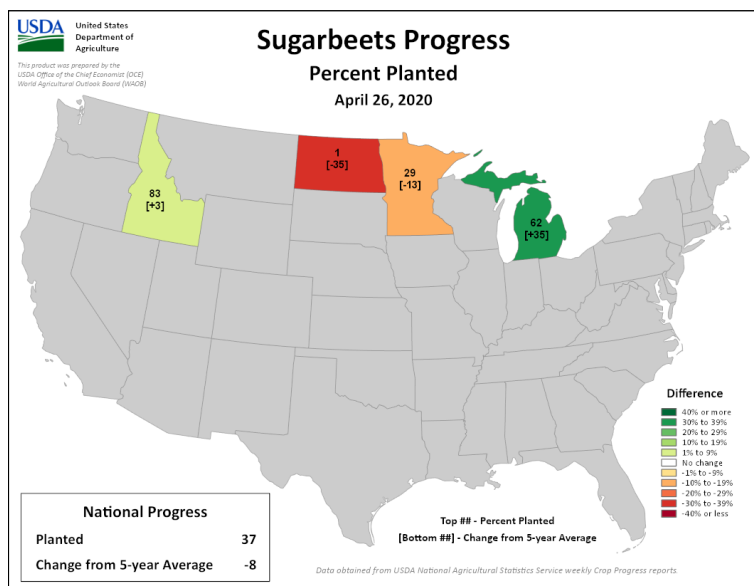 USDA
United States
Department of
Agriculture
This product was prepared by the
USDA Office of the Chief Economist (OCE)
World Agricultural Outlook Board (WAOB)
Sugarbeets Progress
Percent Planted
April 26, 2020
83
[+3]
1
[-35]
29
[-13]
62
[+35]
Difference
40% or more
30% to 39%
20% to 29%
10% to 19%
1% to 9%
No change
-1% to -9%
-10% to -19%
-20% to -29%
-30% to -39%
-40% or less
National Progress
Planted 37
Change from 5-year Average -8
Top ## - Percent Planted
[Bottom ##] - Change from 5-year Average
Data obtained from USDA National Agricultural Statistics Service weekly Crop Progress reports.